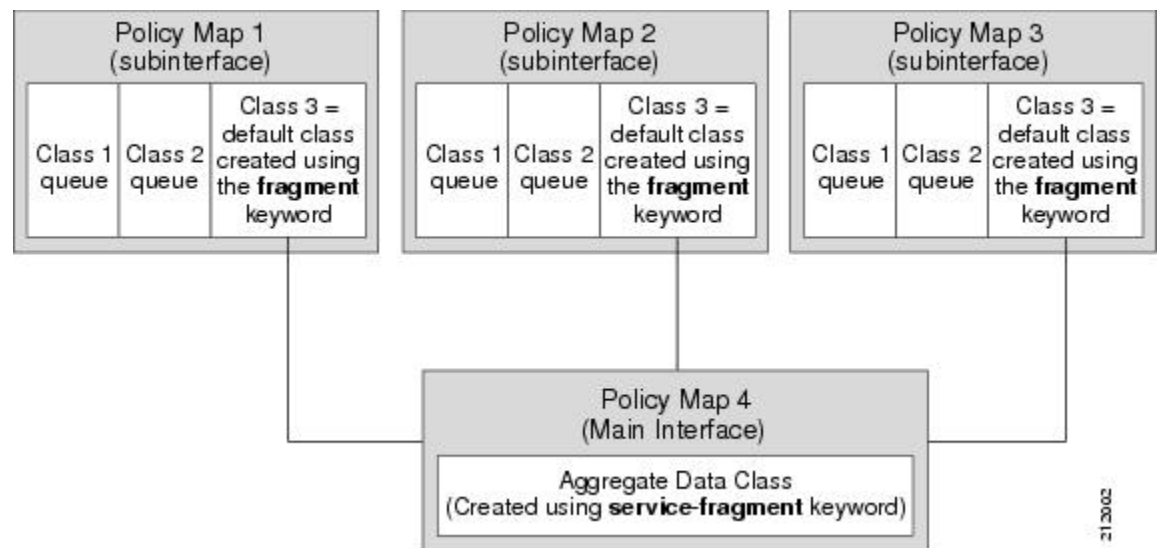 Policy Map 1
(subinterface)
Class 1
queue
Class 2
queue
Class 3 =
default class
created using
the fragment
keyword
Policy Map 2
(subinterface)
Class 1
queue
Class 2
queue
Class 3 =
default class
created using
the fragment
keyword
Policy Map 3
(subinterface)
Class 1
queue
Class 2
queue
Class 3 =
default class
created using
the fragment
keyword
Policy Map 4
(Main Interface)
Aggregate Data Class
(Created using service-fragment keyword)
212002